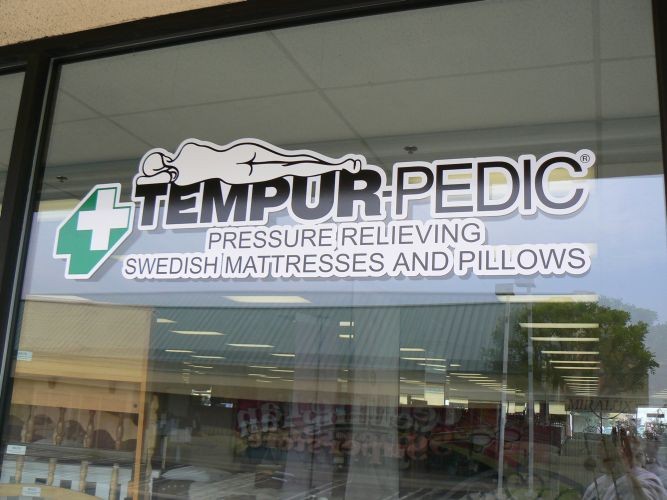 TEMPUR-PEDIC®
PRESSURE RELIEVING
SWEDISH MATTRESSES AND PILLOWS